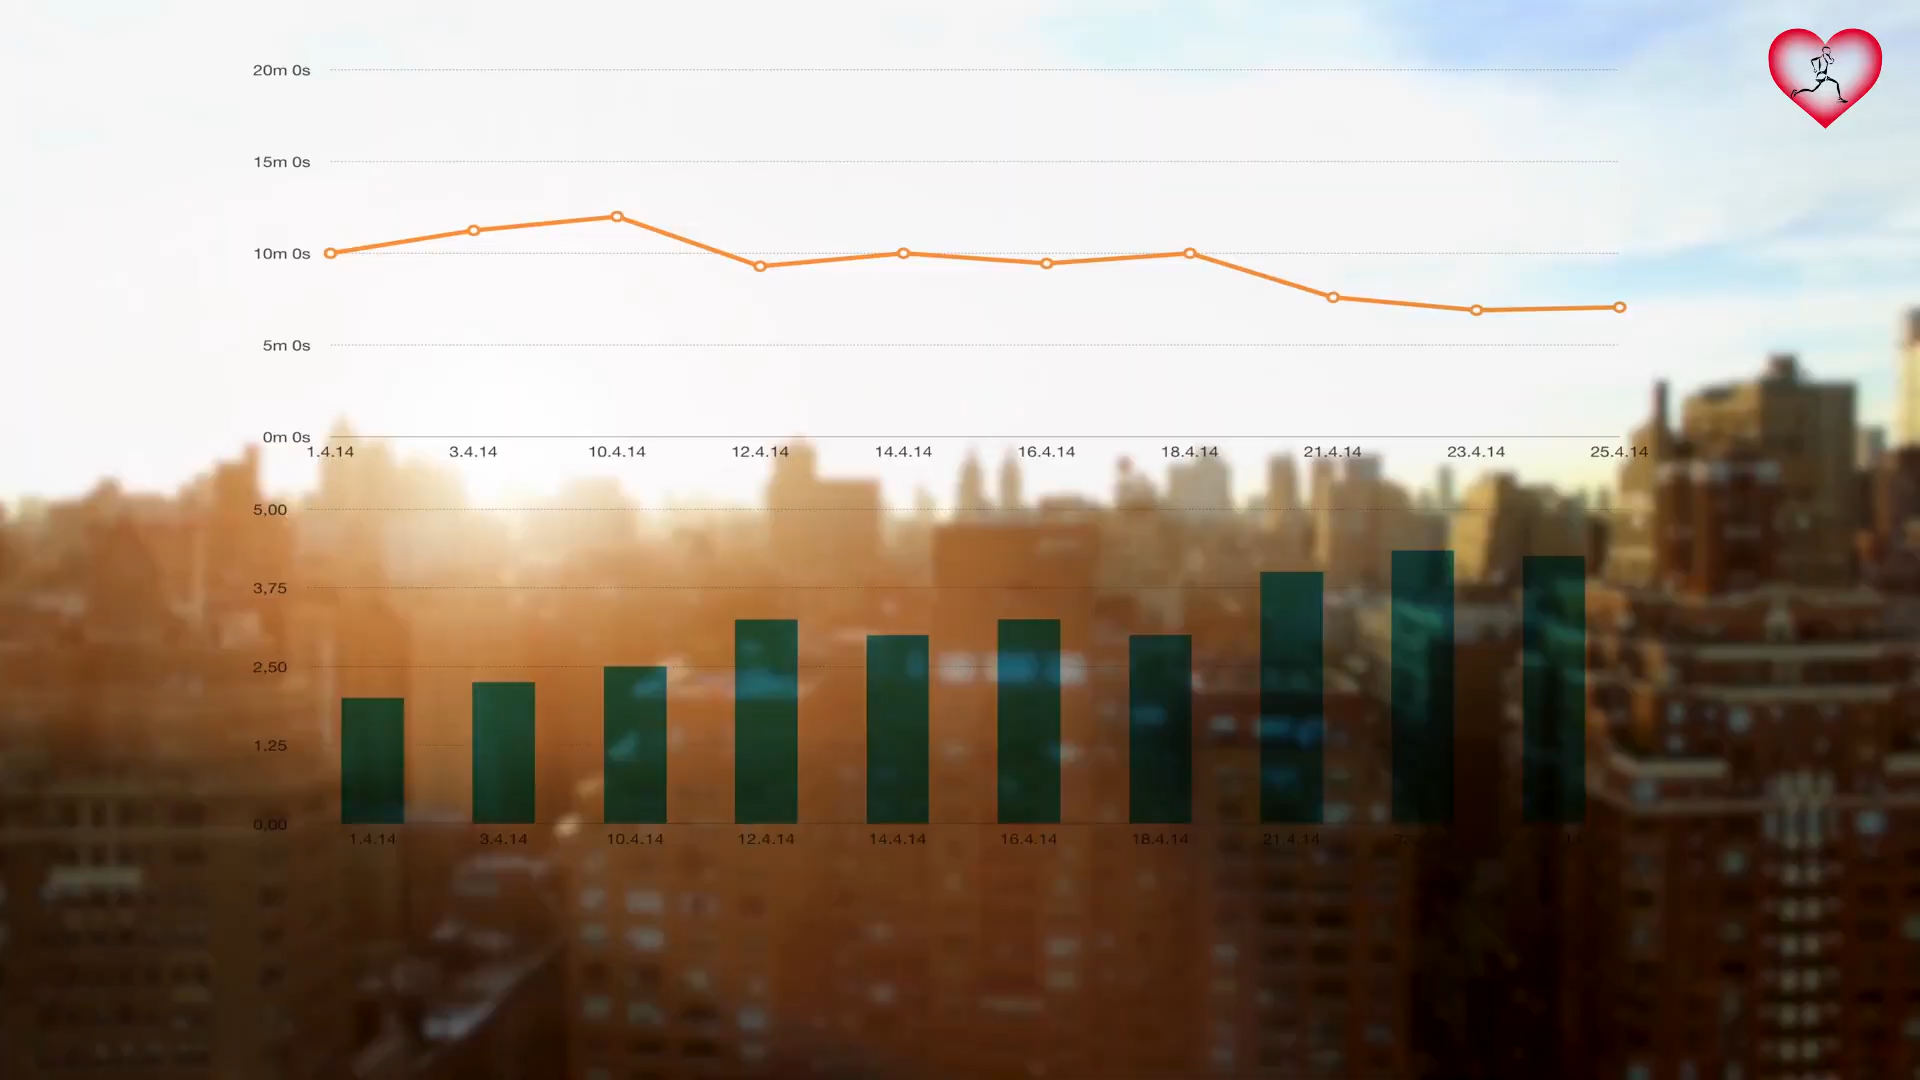 20m 0s
15m 0s
10m 0s
5m 0s
0m 0s
1.4.14 3.4.14 10.4.14 12.4.14 14.4.14 16.4.14 18.4.14 21.4.14 23.4.14 25.4.14
5,00
3,75
2,50
1,25
0,00
1.4.14 3.4.14 10.4.14 12.4.14 14.4.14 16.4.14 18.4.14 21.4.14